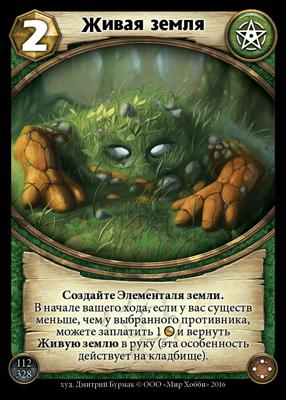 2
Живая земля
Создайте Элементаля земли.
В начале вашего хода, если у вас существ
меньше, чем у выбранного противника,
можете заплатить 1 и вернуть
Живую землю в руку (эта особенность
действует на кладбище).
112
328
худ. Дмитрий Бурмак © ООО «Мир Хобби» 2016